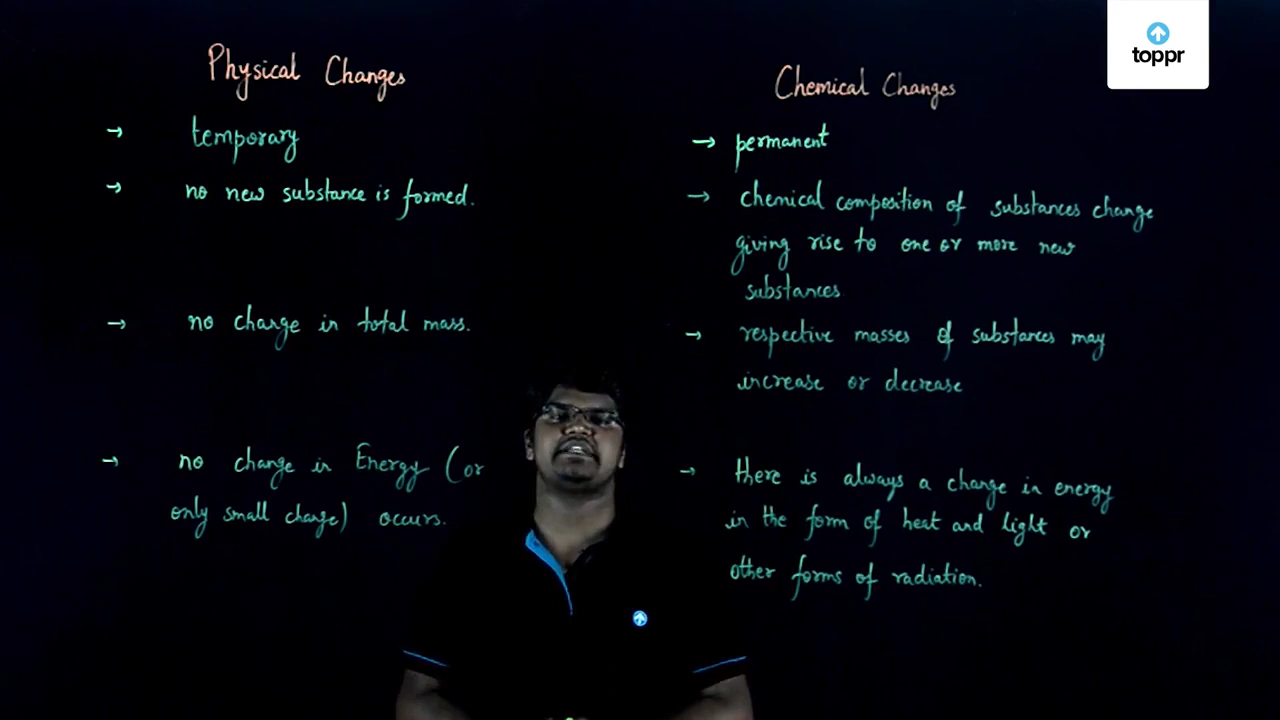 toppr
Physical Changes
→ temporary
→ no new substance is formed.
→ no change in total mass.
→ no change in Energy (or
only small change) occurs.
Chemical Changes
→ permanent
→ chemical composition of substances change
giving rise to one or more new
substances
→ respective masses of substances may
increase or decrease
→ there is always a change in energy
in the form of heat and light or
other forms of radiation.